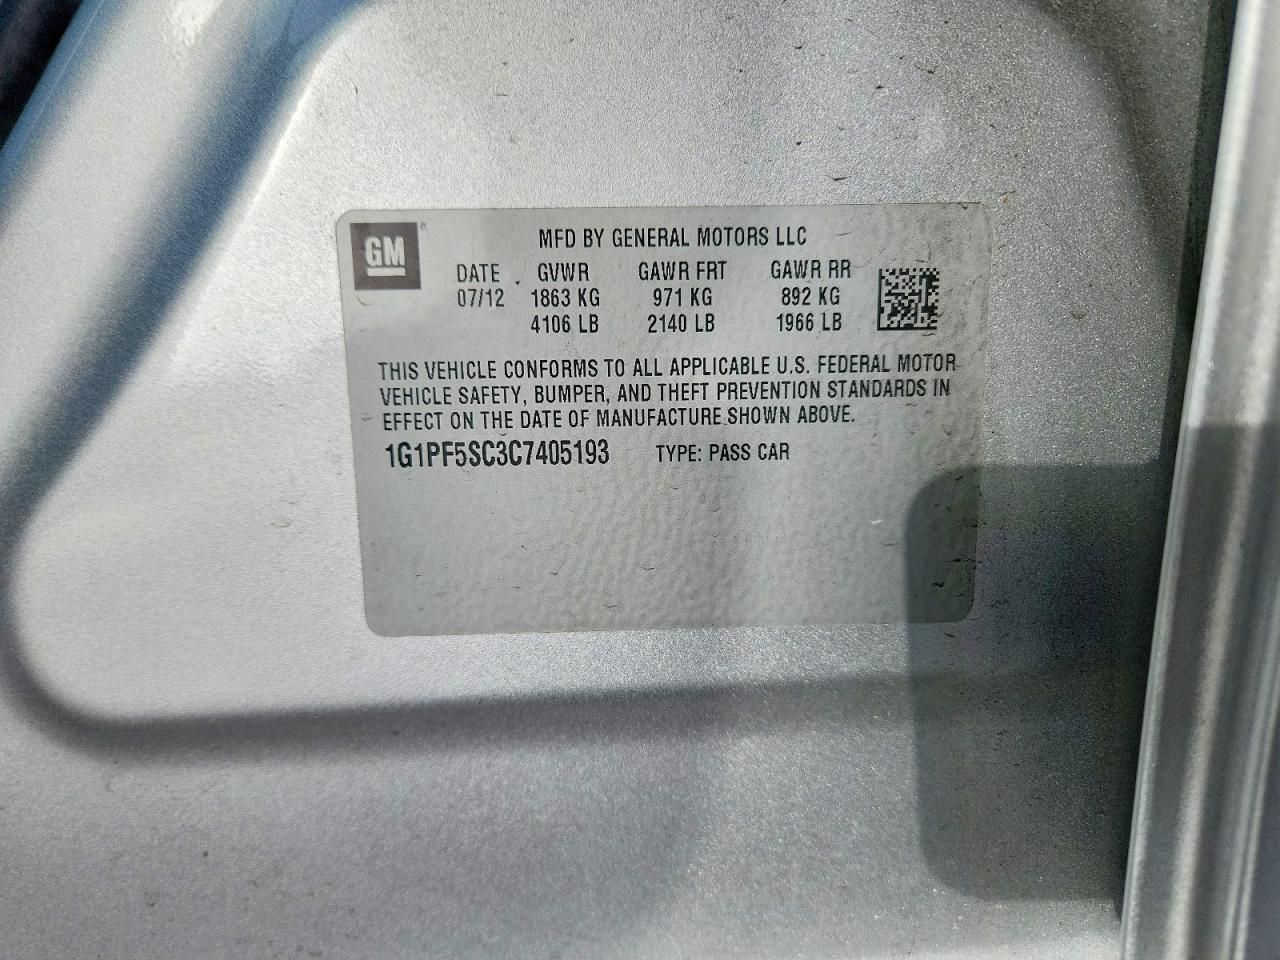 GM
MFD BY GENERAL MOTORS LLC
DATE GVWR GAWR FRT GAWR RR
07/12 1863 KG 971 KG 892 KG
4106 LB 2140 LB 1966 LB
THIS VEHICLE CONFORMS TO ALL APPLICABLE U.S. FEDERAL MOTOR
VEHICLE SAFETY, BUMPER, AND THEFT PREVENTION STANDARDS IN
EFFECT ON THE DATE OF MANUFACTURE SHOWN ABOVE.
1G1PF5SC3C7405193 TYPE: PASS CAR